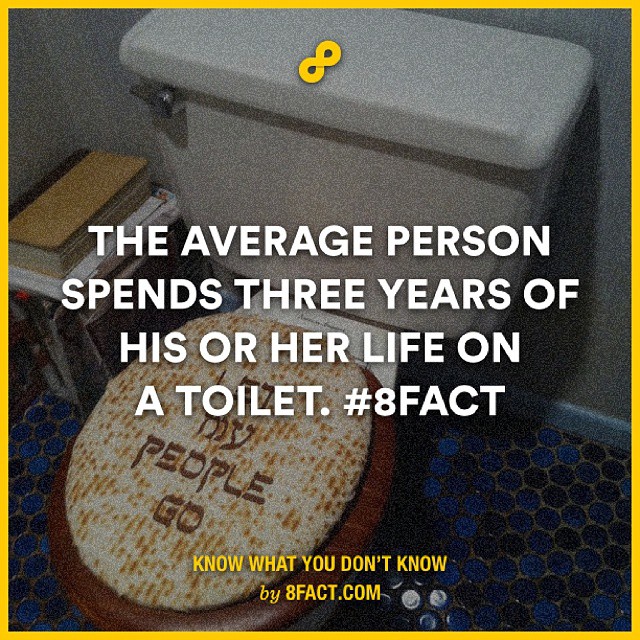 THE AVERAGE PERSON
SPENDS THREE YEARS OF
HIS OR HER LIFE ON
A TOILET. #8FACT
MY
PEOPLE
GO
KNOW WHAT YOU DON'T KNOW
by 8FACT.COM